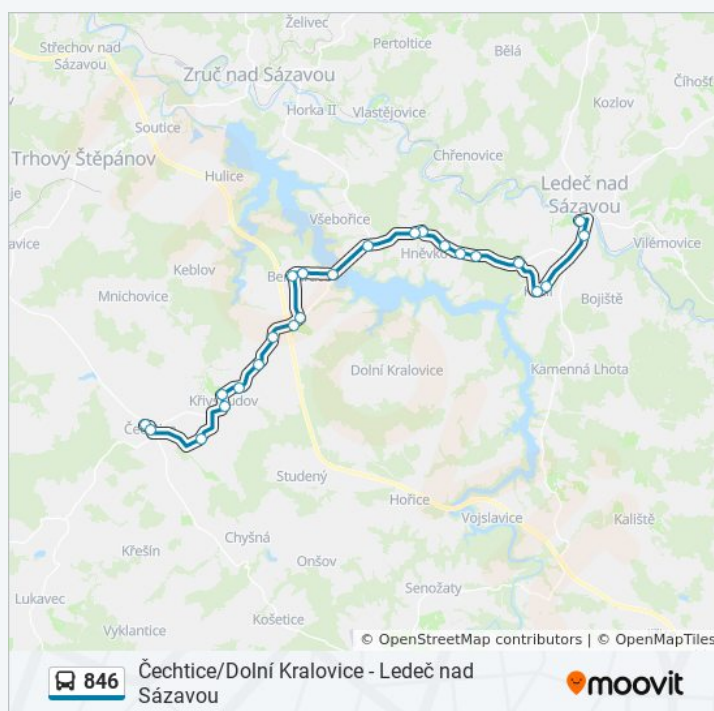 Želivec
Střechov nad
Sázavou
Pertoltice
Bělá
Zruč nad Sázavou
Číhošť
Horka II
Kozlov
Vlastějovice
Soutice
Chřenovice
Trhový Štěpánov
Hulice
Ledeč nad
Sázavou
Všebořice
Vilémovice
Hněvko
Keblov
Mnichovice
Bojiště
Dolní Kralovice
Kamenná Lhota
Studený
Hořice
Vojslavice
Kaliště
Chyšná
Křešín
Onšov
Senožaty
Lukavec
Košetice
Vyklantice
© OpenStreetMap contributors | © OpenMapTiles
846
Čechtice/Dolní Kralovice - Ledeč nad
Sázavou
moovit